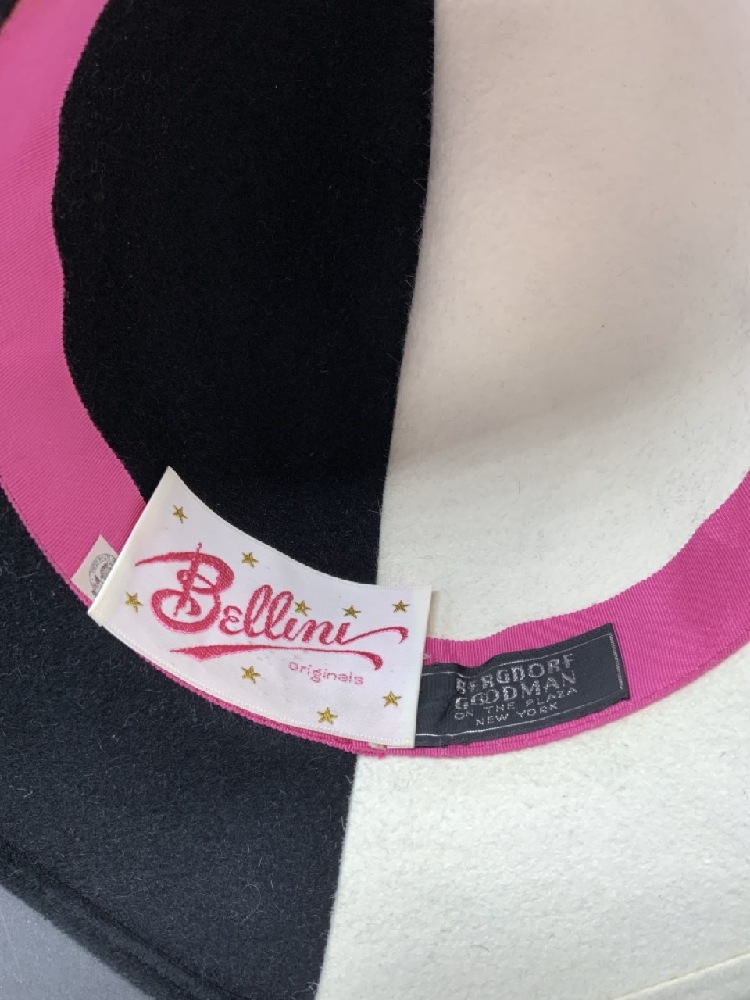 Bellini
originals
BERGDORF
GOODMAN
ON THE PLAZA
NEW YORK